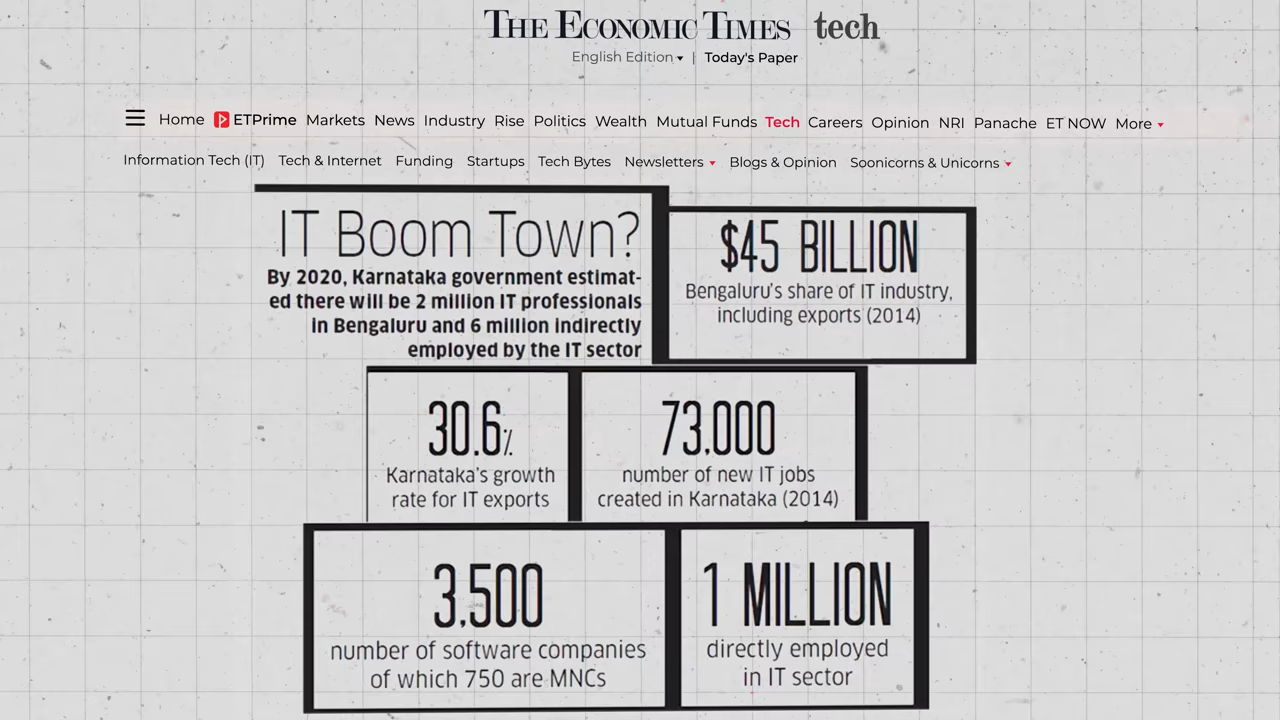 THE ECONOMIC TIMES tech
English Edition | Today's Paper
Home ETPrime Markets News Industry Rise Politics Wealth Mutual Funds Tech Careers Opinion NRI Panache ET NOW More
Information Tech (IT) Tech & Internet Funding Startups Tech Bytes Newsletters Blogs & Opinion Soonicorns & Unicorns
IT Boom Town?
By 2020, Karnataka government estimat-
ed there will be 2 million IT professionals
in Bengaluru and 6 million indirectly
employed by the IT sector
$45 BILLION
Bengaluru's share of IT industry,
including exports (2014)
30.6%
Karnataka's growth
rate for IT exports
73,000
number of new IT jobs
created in Karnataka (2014)
3,500
number of software companies
of which 750 are MNCs
1 MILLION
directly employed
in IT sector